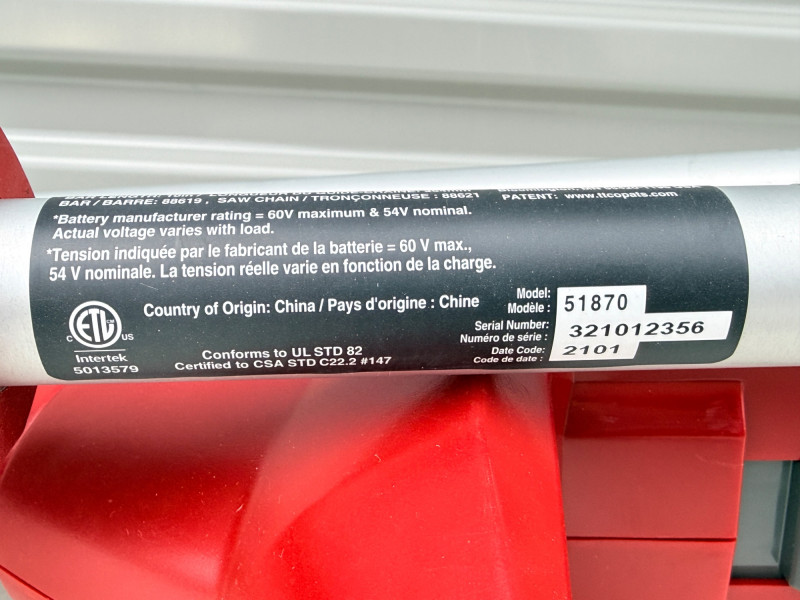 BAR / BARRE: 88619 , SAW CHAIN / TRONÇONNEUSE : 88621
PATENT: www.ttcopats.com
*Battery manufacturer rating = 60V maximum & 54V nominal.
Actual voltage varies with load.
*Tension indiquée par le fabricant de la batterie = 60 V max.,
54 V nominale. La tension réelle varie en fonction de la charge.
Country of Origin: China / Pays d'origine : Chine
C ETL US
Intertek
5013579
Conforms to UL STD 82
Certified to CSA STD C22.2 #147
Model:
Modèle :
51870
Serial Number:
Numéro de série :
321012356
Date Code:
Code de date :
2101